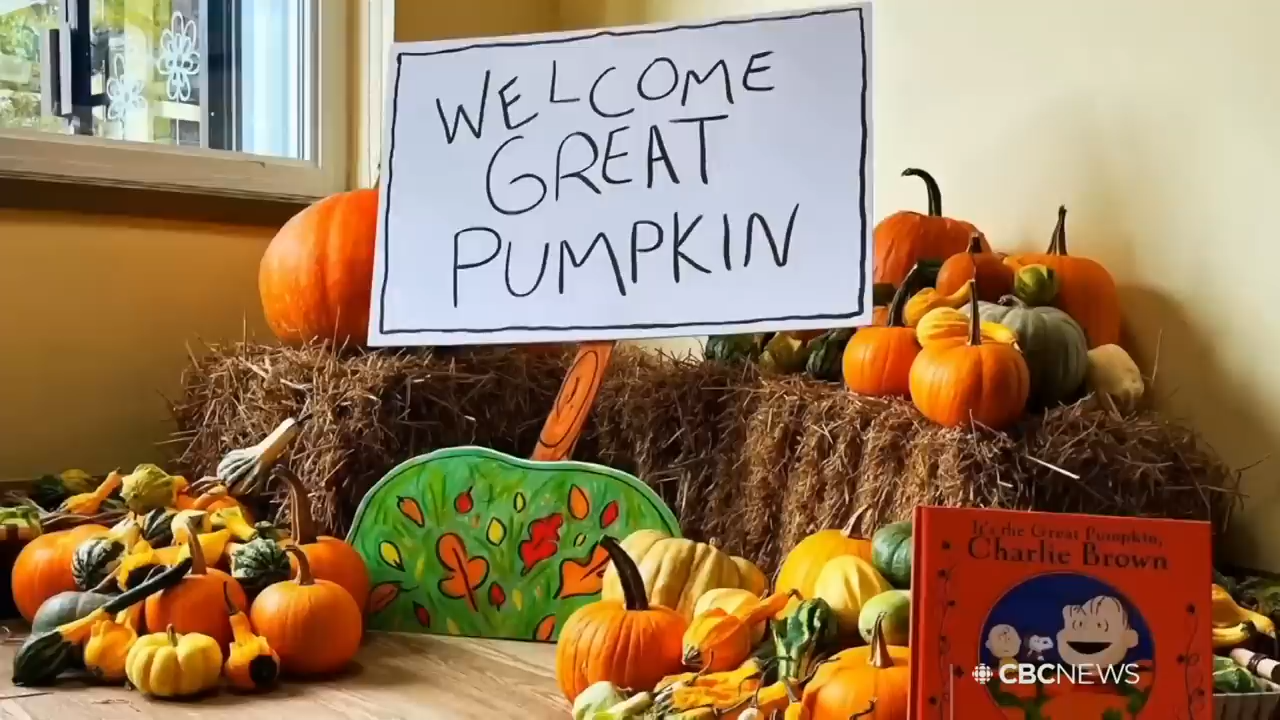 WELCOME
GREAT
PUMPKIN
It's the Great Pumpkin,
Charlie Brown
CBCNEWS